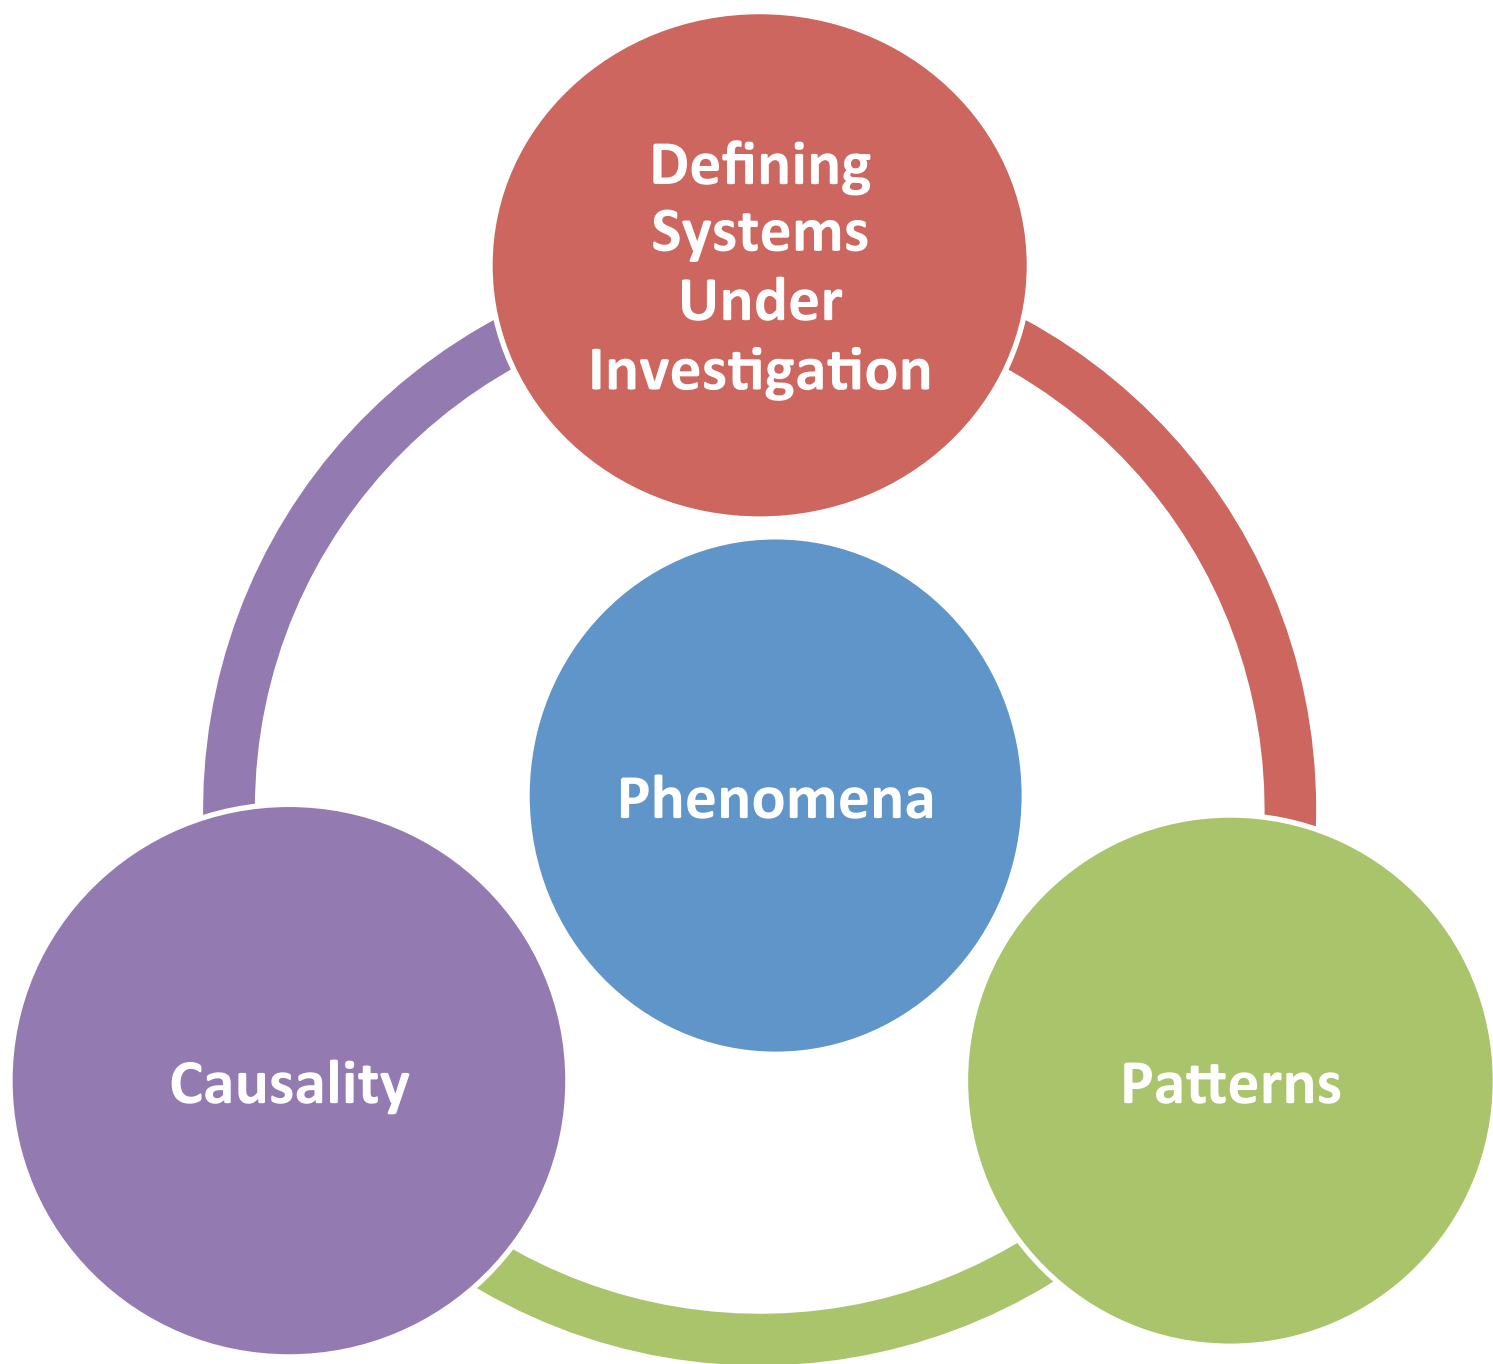 Defining
Systems
Under
Investigation
Phenomena
Causality
Patterns